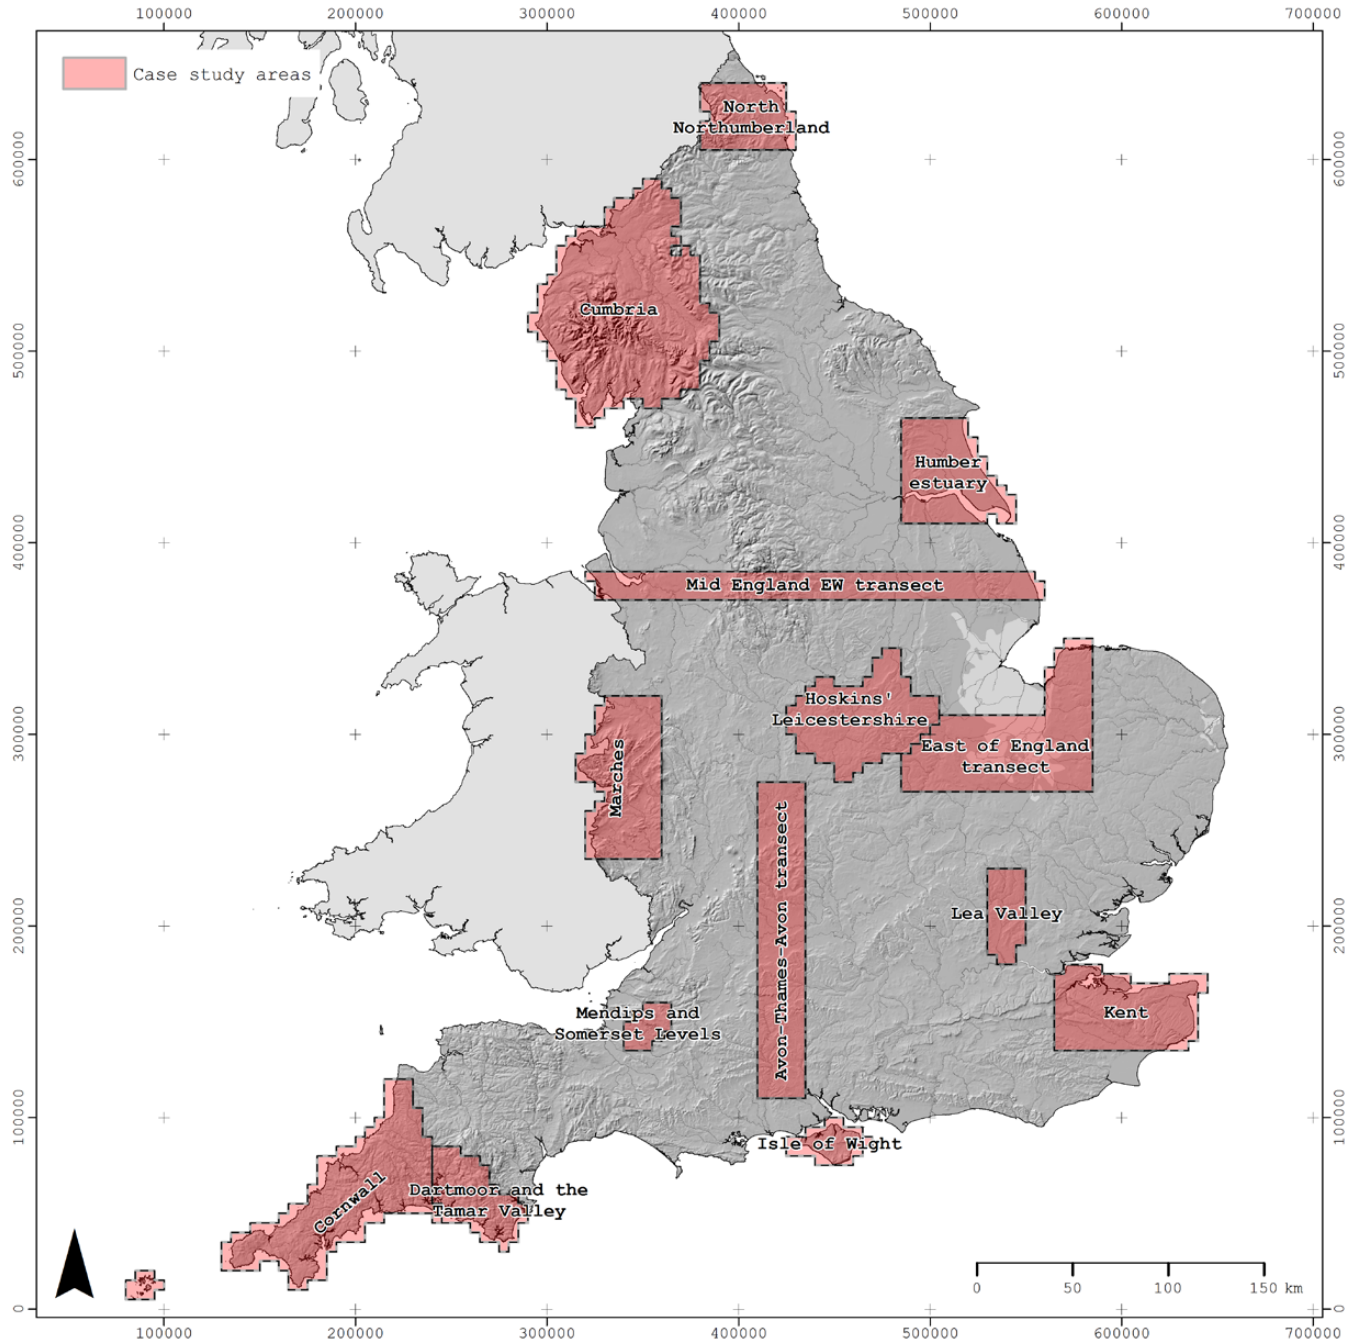 100000 200000 300000 400000 500000 600000 700000
Case study areas
North
Northumberland
600000 600000
Cumbria
500000 500000
Humber
estuary
400000 400000
Mid England EW transect
Hoskins'
Leicestershire
300000 300000
East of England
transect
Marches
Avon-Thames-Avon transect
Lea Valley
200000 200000
Mendips and
Somerset Levels
Kent
100000 100000
Isle of Wight
Cornwall
Dartmoor and the
Tamar Valley
0 50 100 150 km
0 0
100000 200000 300000 400000 500000 600000 700000